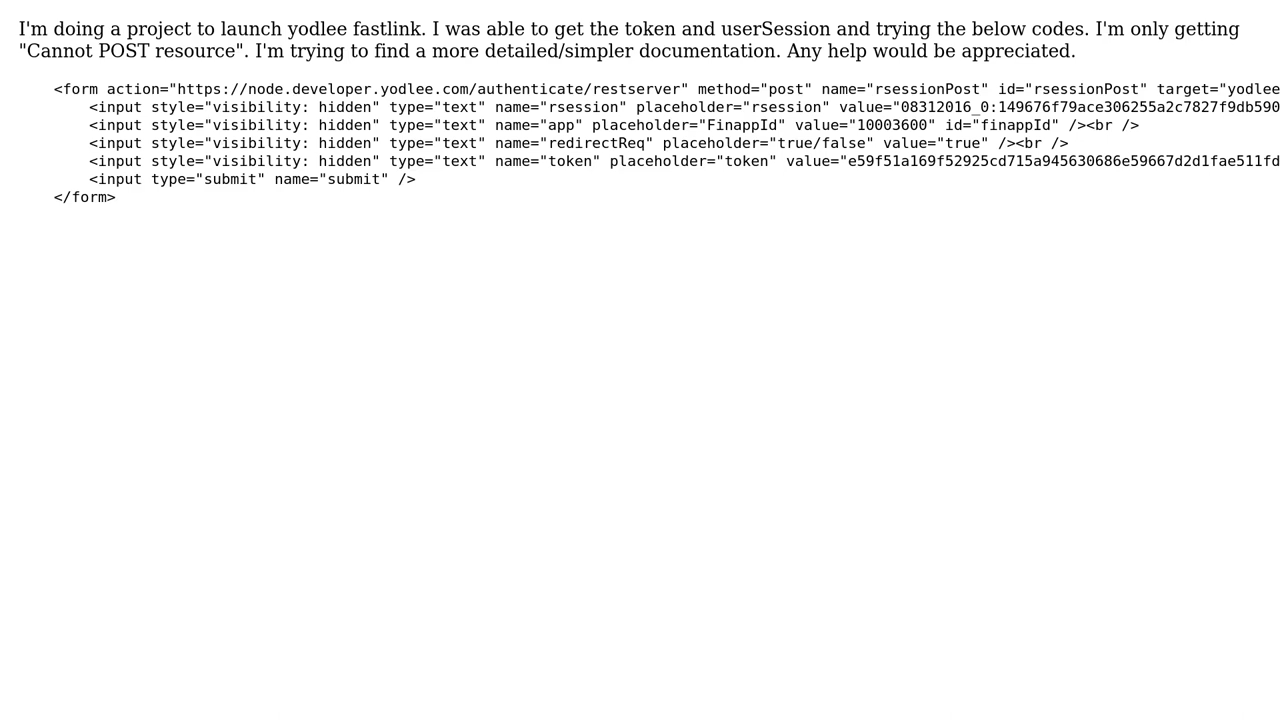 I'm doing a project to launch yodlee fastlink. I was able to get the token and userSession and trying the below codes. I'm only getting
"Cannot POST resource". I'm trying to find a more detailed/simpler documentation. Any help would be appreciated.
<form action="https://node.developer.yodlee.com/authenticate/restserver" method="post" name="rsessionPost" id="rsessionPost" target="yodlee
<input style="visibility: hidden" type="text" name="rsession" placeholder="rsession" value="08312016_0:149676f79ace306255a2c7827f9db590
<input style="visibility: hidden" type="text" name="app" placeholder="FinappId" value="10003600" id="finappId" /><br />
<input style="visibility: hidden" type="text" name="redirectReq" placeholder="true/false" value="true" /><br />
<input style="visibility: hidden" type="text" name="token" placeholder="token" value="e59f51a169f52925cd715a945630686e59667d2d1fae511fd
<input type="submit" name="submit" />
</form>